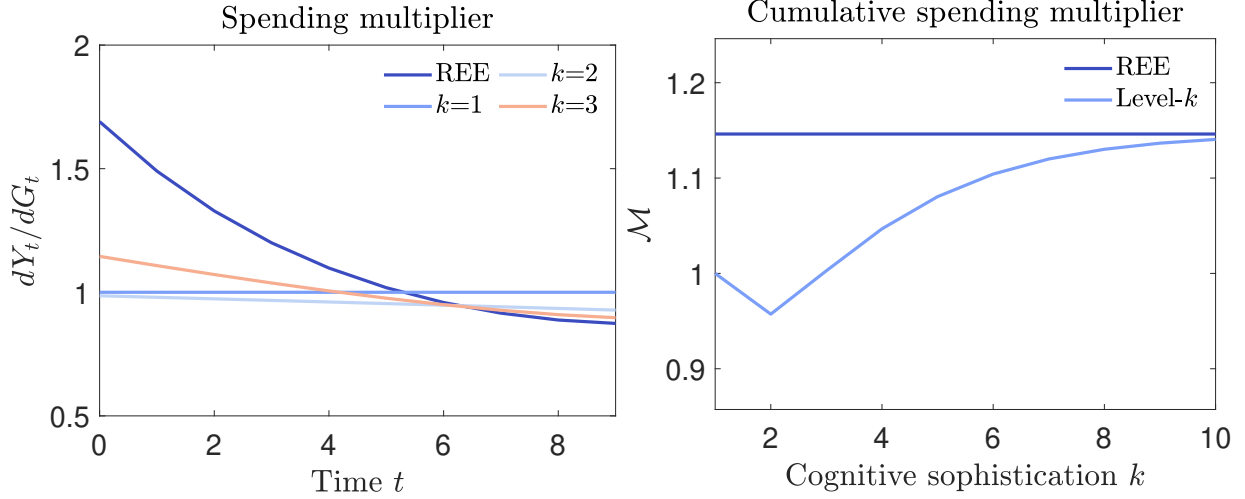 Spending multiplier
2
1.5
1
0.5
dY_t/dG_t
REE
k=1
k=2
k=3
0
2
4
6
8
Time t
Cumulative spending multiplier
1.2
1.1
1
0.9
ℳ
REE
Level-k
2
4
6
8
10
Cognitive sophistication k